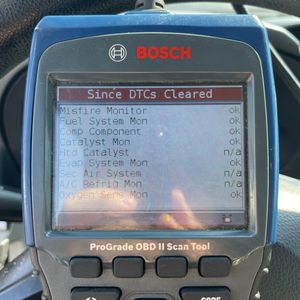 BOSCH
Since DTCs Cleared
Misfire Monitor ok
Fuel System Mon ok
Comp Component ok
Catalyst Mon ok
Htd Catalyst n/a
Evap System Mon ok
Sec Air System n/a
A/C Refrig Mon n/a
Oxygen Sens Mon ok
ProGrade OBD II Scan Tool
CODE